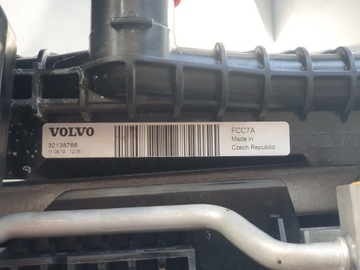 VOLVO
32138766
FCC7A
Made in
Czech Republic